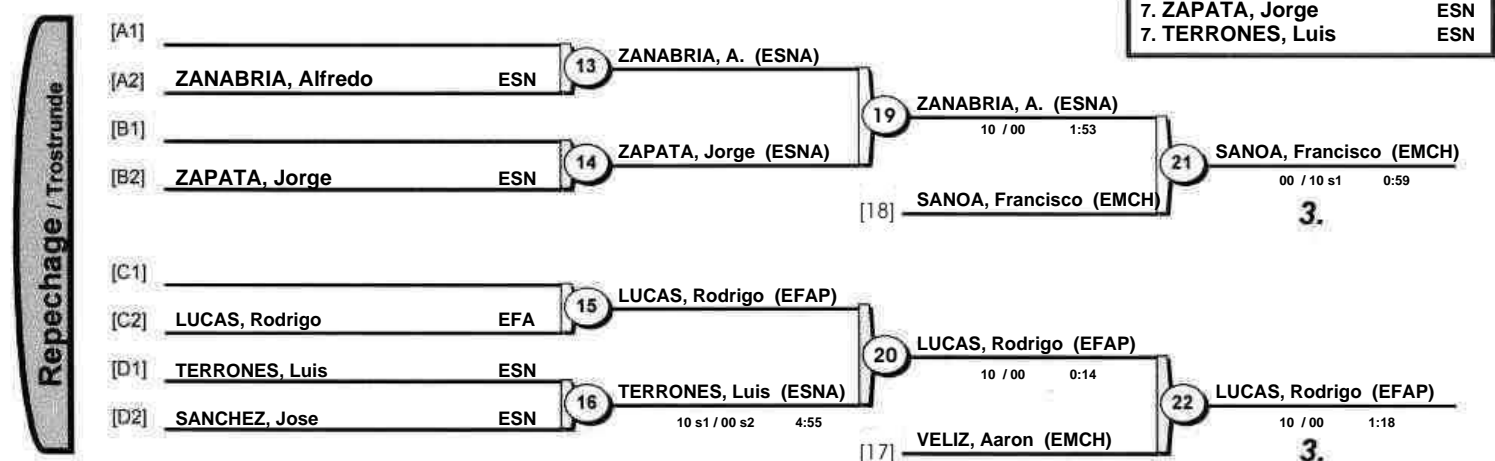 7. ZAPATA, Jorge ESN
7. TERRONES, Luis ESN
Repechage / Trostrunde
[A1]
[A2] ZANABRIA, Alfredo ESN
13 ZANABRIA, A. (ESNA)
[B1]
[B2] ZAPATA, Jorge ESN
14 ZAPATA, Jorge (ESNA)
19 ZANABRIA, A. (ESNA)
10 / 00 1:53
[18] SANOA, Francisco (EMCH)
21 SANOA, Francisco (EMCH)
00 / 10 s1 0:59
3.
[C1]
[C2] LUCAS, Rodrigo EFA
15 LUCAS, Rodrigo (EFAP)
[D1] TERRONES, Luis ESN
[D2] SANCHEZ, Jose ESN
16 TERRONES, Luis (ESNA)
10 s1 / 00 s2 4:55
20 LUCAS, Rodrigo (EFAP)
10 / 00 0:14
[17] VELIZ, Aaron (EMCH)
22 LUCAS, Rodrigo (EFAP)
10 / 00 1:18
3.